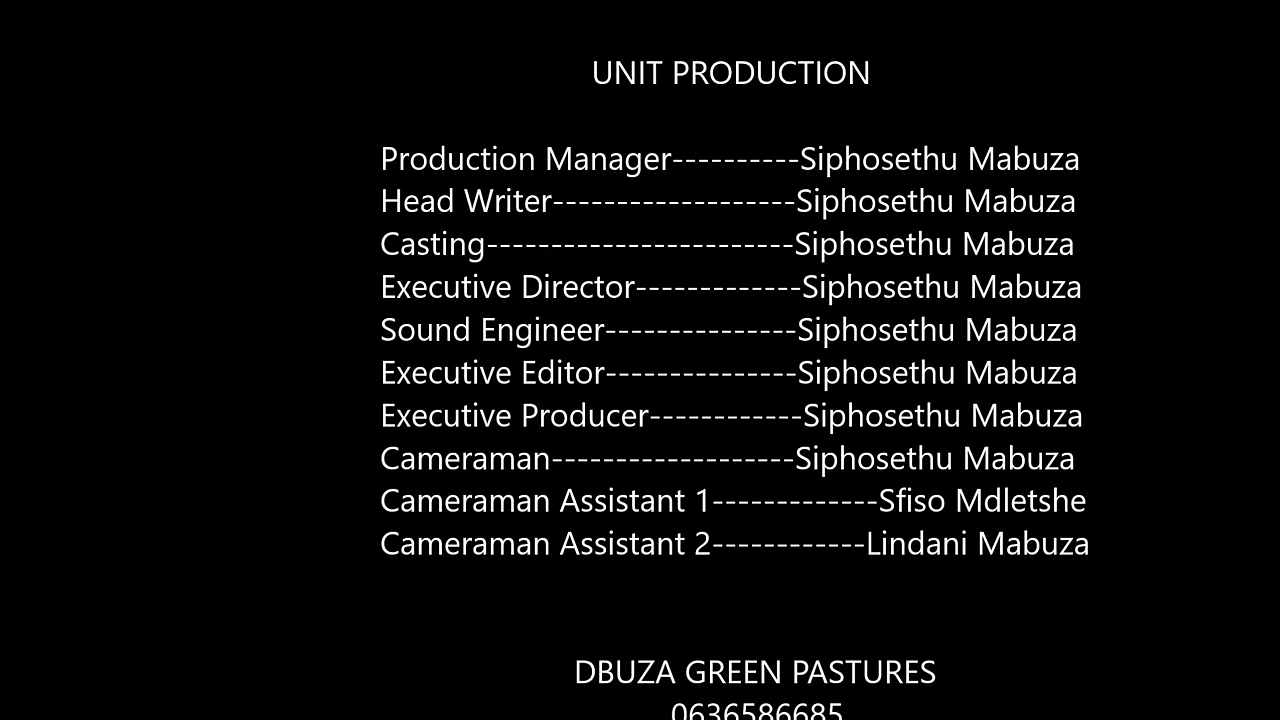 UNIT PRODUCTION
Production Manager----------Siphosethu Mabuza
Head Writer-------------------Siphosethu Mabuza
Casting------------------------Siphosethu Mabuza
Executive Director-------------Siphosethu Mabuza
Sound Engineer---------------Siphosethu Mabuza
Executive Editor---------------Siphosethu Mabuza
Executive Producer------------Siphosethu Mabuza
Cameraman-------------------Siphosethu Mabuza
Cameraman Assistant 1-------------Sfiso Mdletshe
Cameraman Assistant 2------------Lindani Mabuza
DBUZA GREEN PASTURES
0636586685